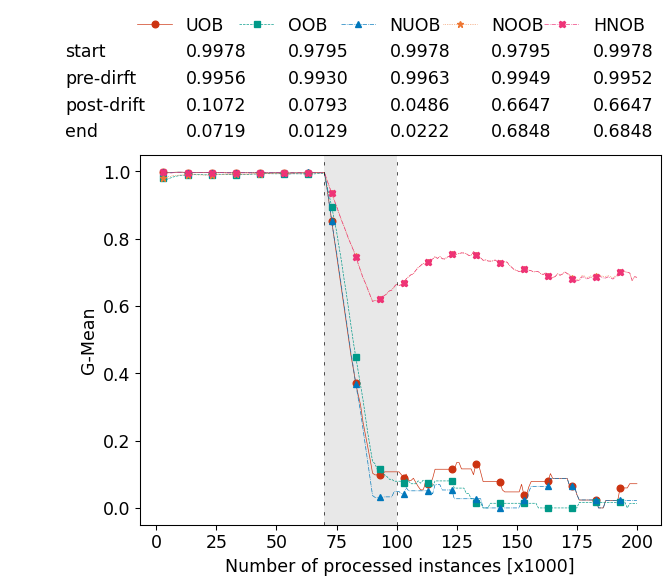 UOB OOB NUOB NOOB HNOB
start 0.9978 0.9795 0.9978 0.9795 0.9978
pre-dirft 0.9956 0.9930 0.9963 0.9949 0.9952
post-drift 0.1072 0.0793 0.0486 0.6647 0.6647
end 0.0719 0.0129 0.0222 0.6848 0.6848
1.0
0.8
0.6
0.4
0.2
0.0
G-Mean
0 25 50 75 100 125 150 175 200
Number of processed instances [x1000]